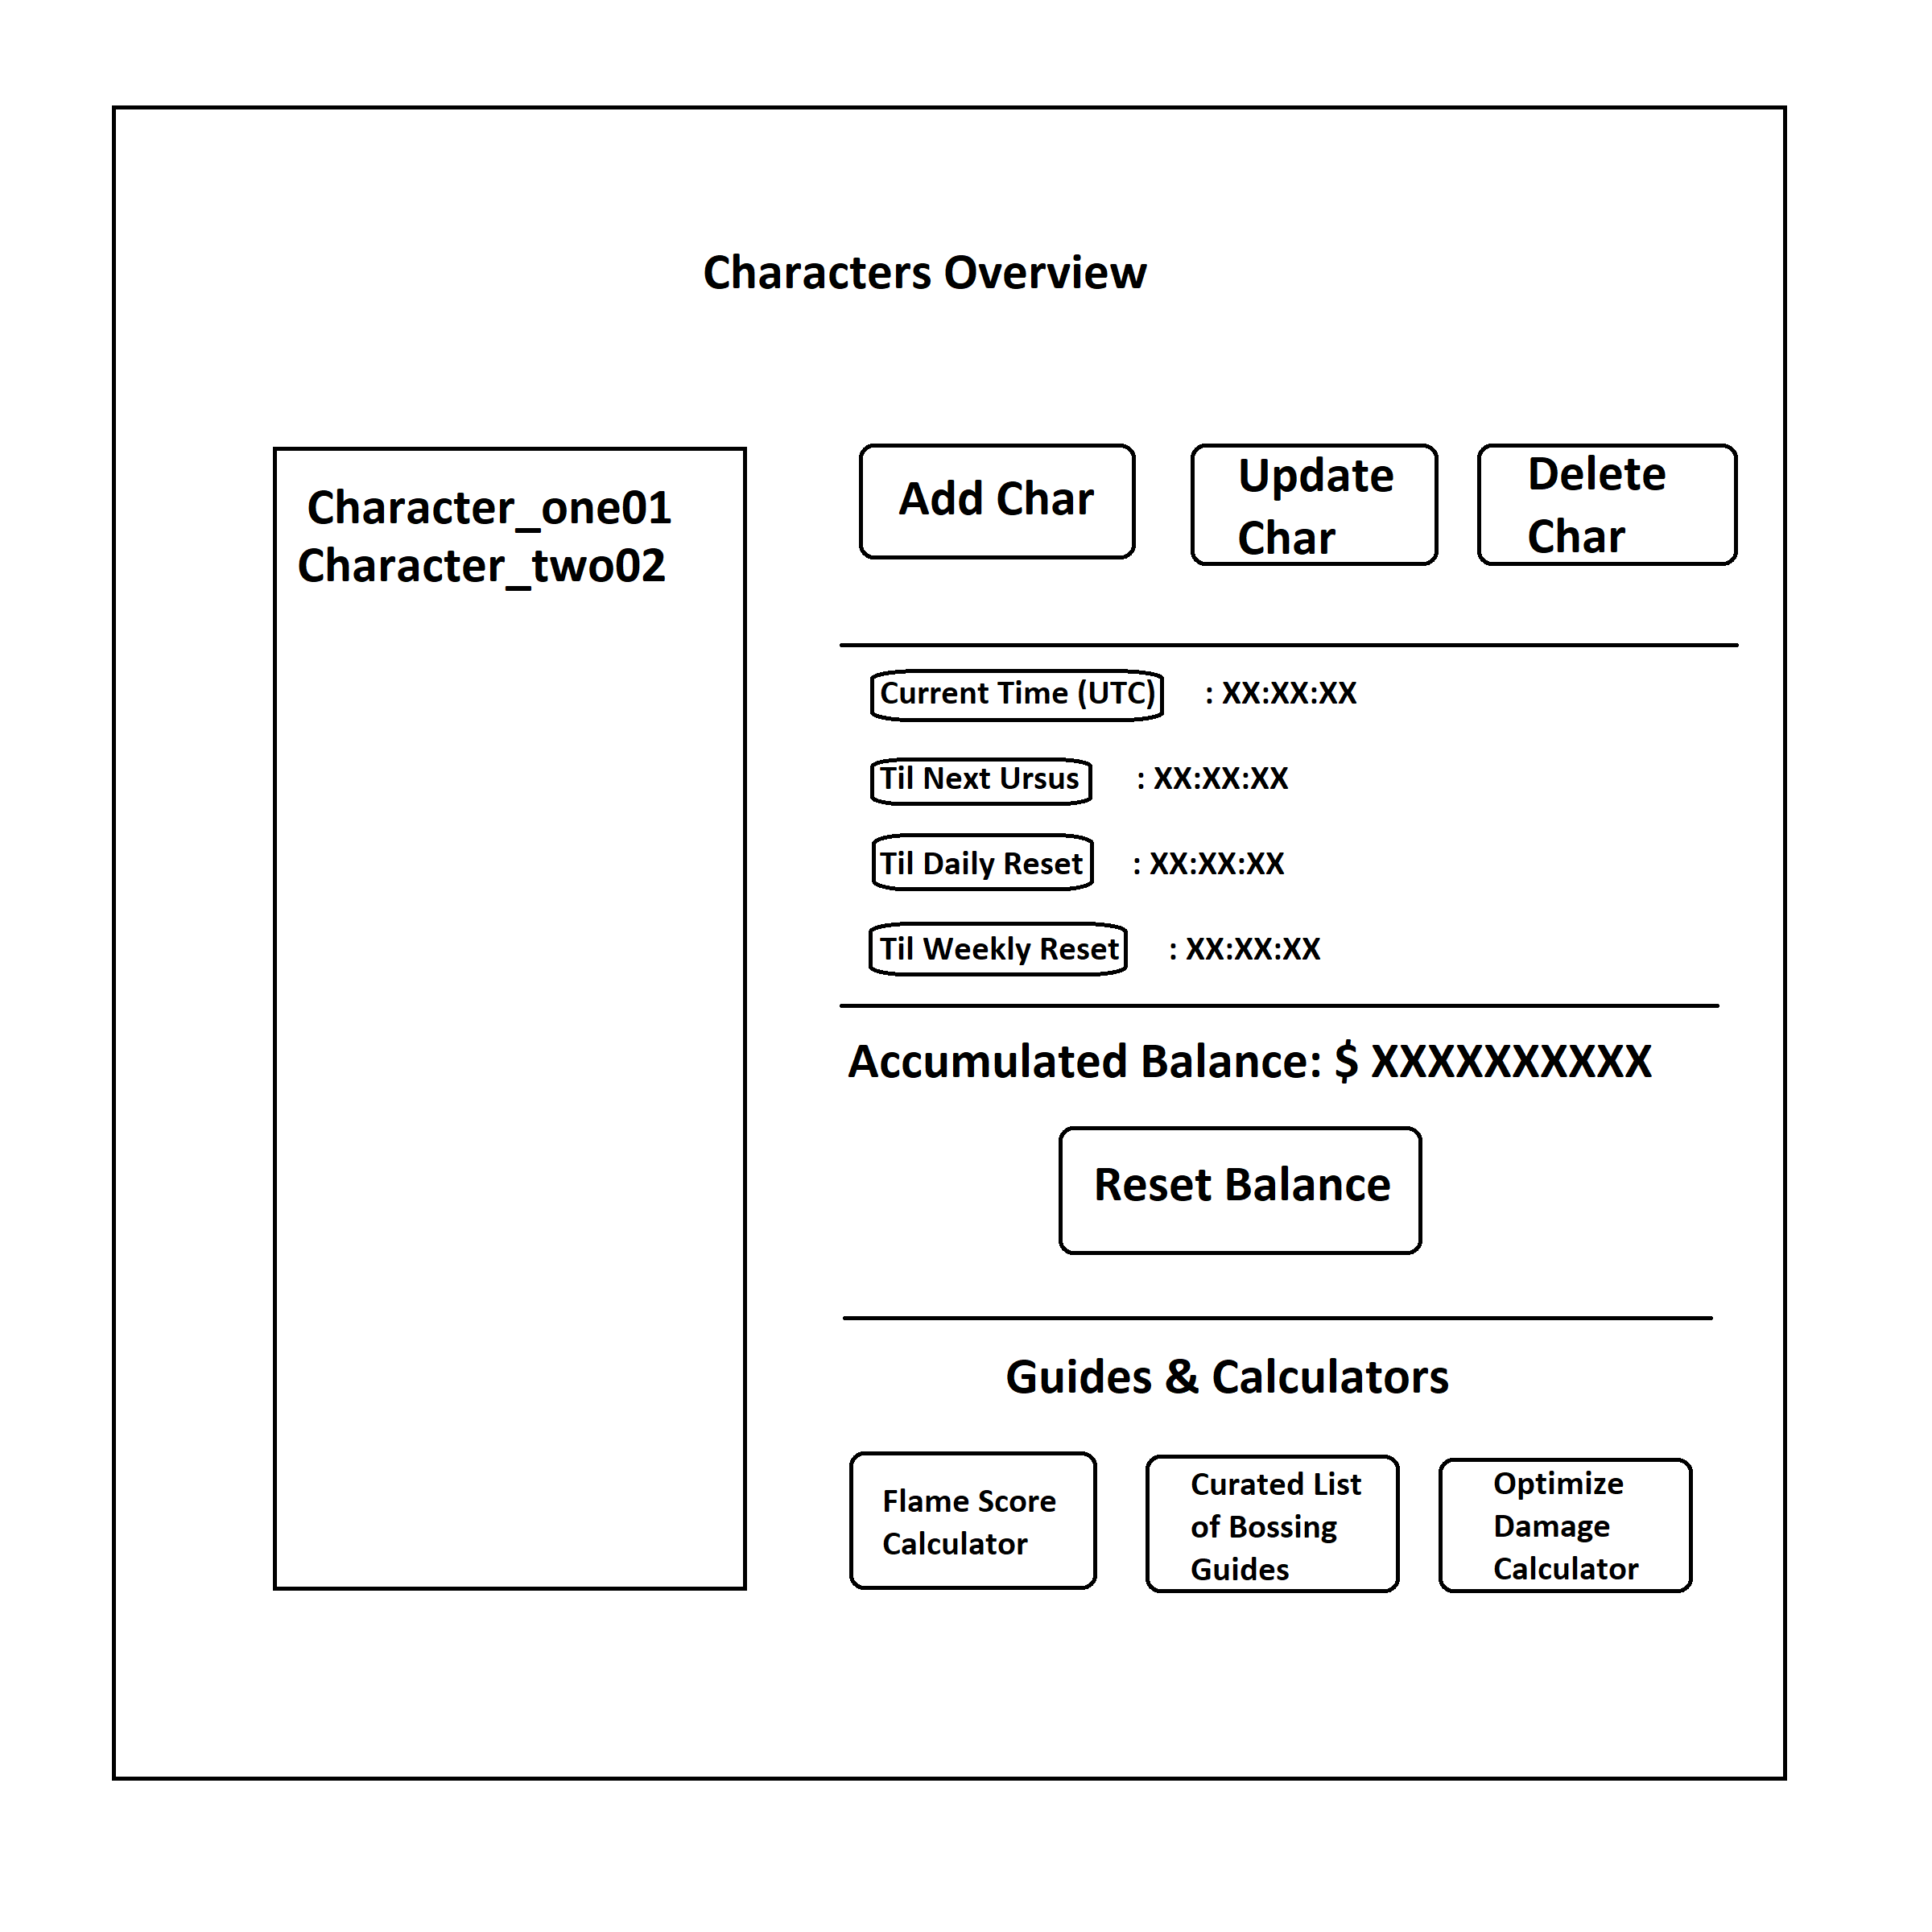 Characters Overview
Character_one01
Character_two02
Add Char
Update
Char
Delete
Char
Current Time (UTC) : XX:XX:XX
Til Next Ursus : XX:XX:XX
Til Daily Reset : XX:XX:XX
Til Weekly Reset : XX:XX:XX
Accumulated Balance: $ XXXXXXXXXX
Reset Balance
Guides & Calculators
Flame Score
Calculator
Curated List
of Bossing
Guides
Optimize
Damage
Calculator